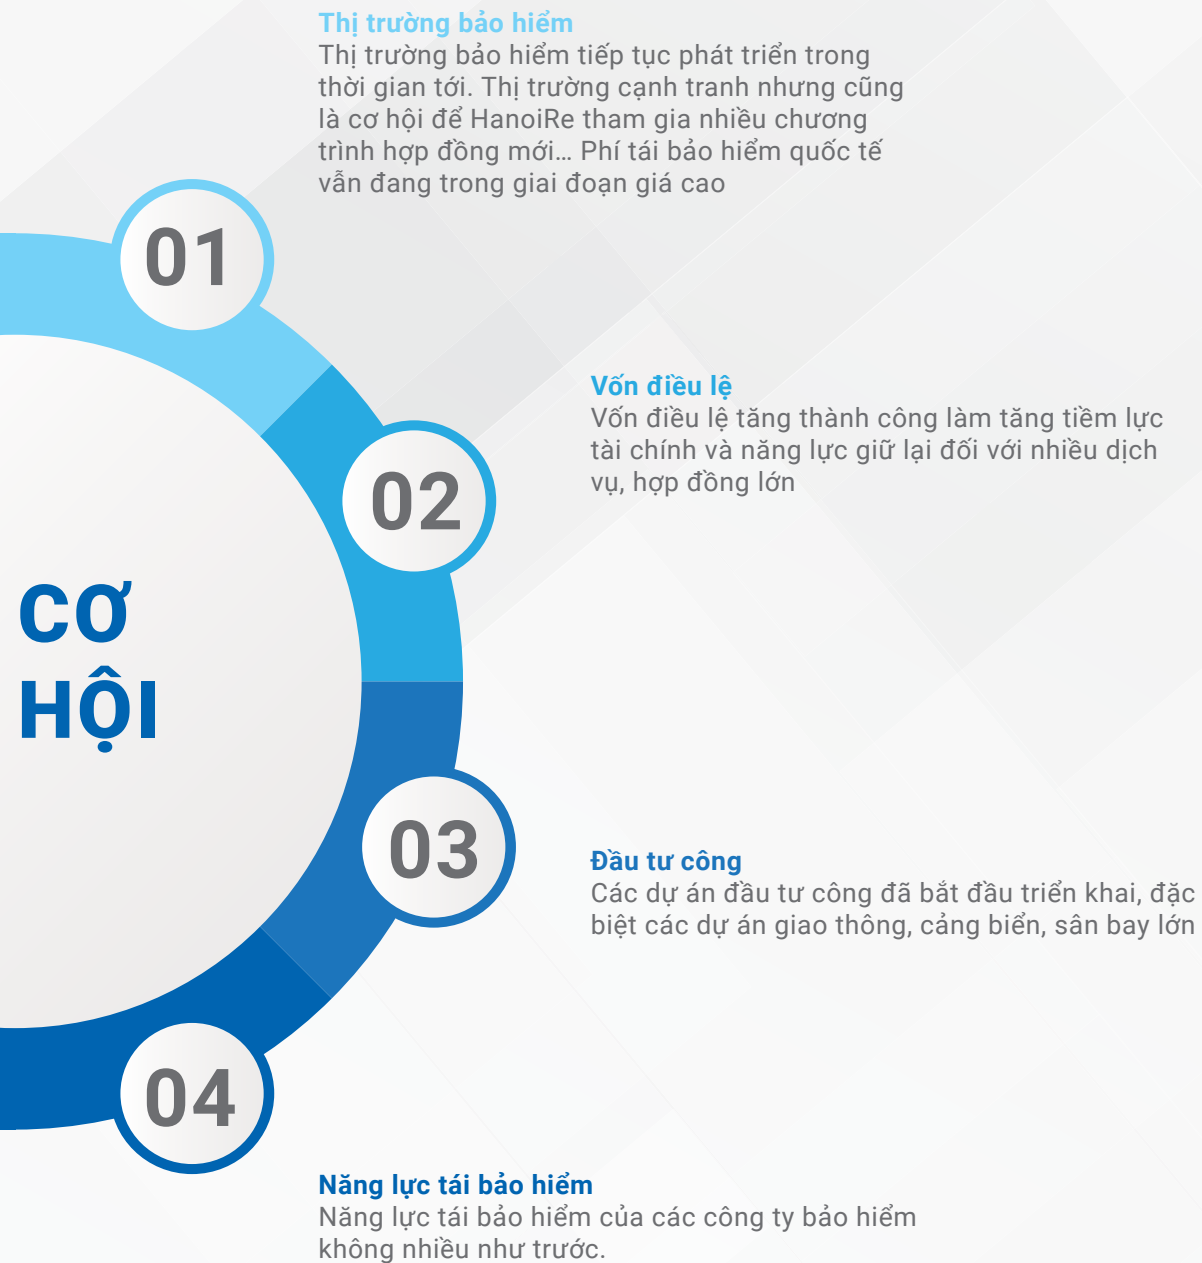 Thị trường bảo hiểm
Thị trường bảo hiểm tiếp tục phát triển trong
thời gian tới. Thị trường cạnh tranh nhưng cũng
là cơ hội để HanoiRe tham gia nhiều chương
trình hợp đồng mới... Phí tái bảo hiểm quốc tế
vẫn đang trong giai đoạn giá cao
01
Vốn điều lệ
Vốn điều lệ tăng thành công làm tăng tiềm lực
tài chính và năng lực giữ lại đối với nhiều dịch
vụ, hợp đồng lớn
02
CƠ
HỘI
03
Đầu tư công
Các dự án đầu tư công đã bắt đầu triển khai, đặc
biệt các dự án giao thông, cảng biển, sân bay lớn
04
Năng lực tái bảo hiểm
Năng lực tái bảo hiểm của các công ty bảo hiểm
không nhiều như trước.